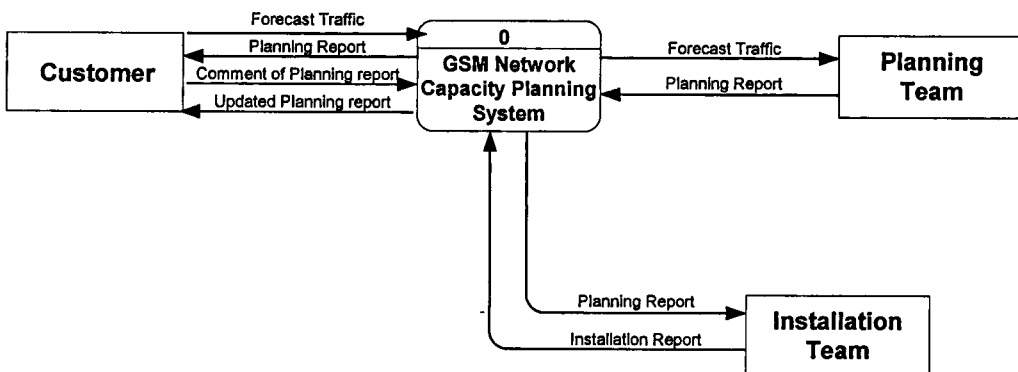 Forecast Traffic
Planning Report
Comment of Planning report
Updated Planning report
Customer
0
GSM Network
Capacity Planning
System
Forecast Traffic
Planning Report
Planning
Team
Planning Report
Installation Report
Installation
Team